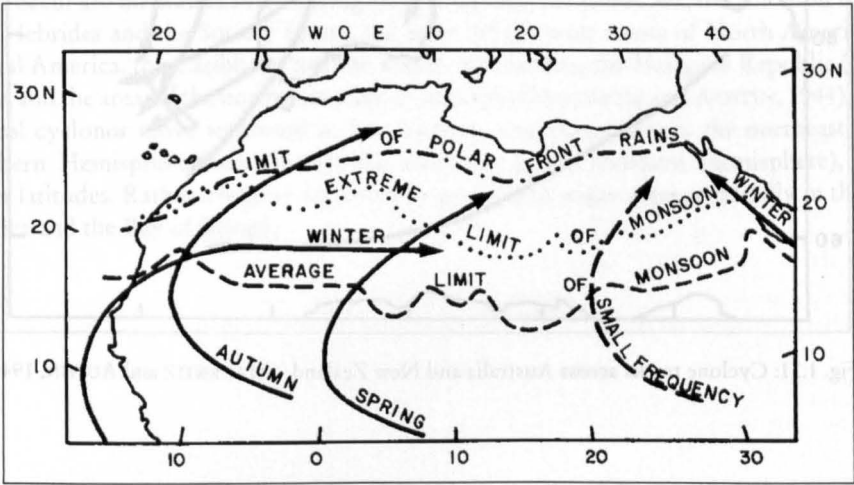 20 10 W O E 10 20 30 40
30N 30N
LIMIT OF POLAR FRONT RAINS
EXTREME LIMIT OF MONSOON
WINTER
20 20
WINTER
AVERAGE LIMIT OF MONSOON
SMALL FREQUENCY
10 10
AUTUMN
SPRING
10 0 10 20 30